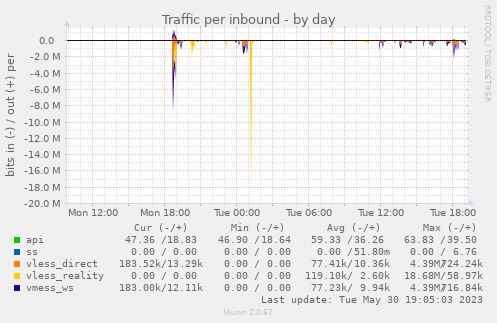 Traffic per inbound - by day
RRDTOOL / TOBI OETIKER
bits in (-) / out (+) per
0.0
-2.0 M
-4.0 M
-6.0 M
-8.0 M
-10.0 M
-12.0 M
-14.0 M
-16.0 M
-18.0 M
-20.0 M
Mon 12:00 Mon 18:00 Tue 00:00 Tue 06:00 Tue 12:00 Tue 18:00
Cur (-/+) Min (-/+) Avg (-/+) Max (-/+)
api 47.36 /18.83 46.90 /18.64 59.33 /36.26 63.83 /39.50
ss 0.00 / 0.00 0.00 / 0.00 0.00 /51.80m 0.00 / 6.76
vless_direct 183.52k/13.29k 0.00 / 0.00 77.41k/10.36k 4.39M/724.24k
vless_reality 0.00 / 0.00 0.00 / 0.00 119.10k/ 2.60k 18.68M/58.97k
vmess_ws 183.00k/12.11k 0.00 / 0.00 77.23k/ 9.94k 4.39M/716.84k
Last update: Tue May 30 19:05:03 2023
Munin 2.0.67